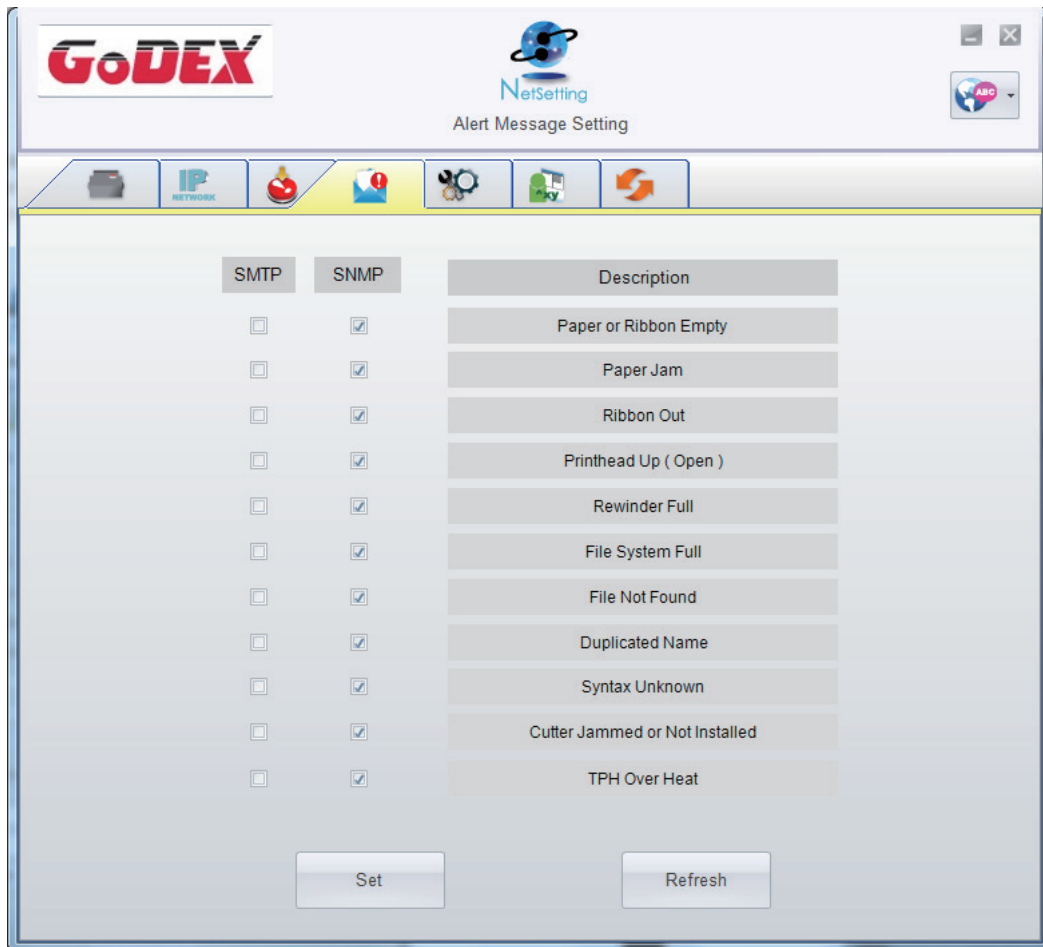 GoDEX
NetSetting
Alert Message Setting
ABC
IP
NETWORK
xy
SMTP SNMP Description
Paper or Ribbon Empty
Paper Jam
Ribbon Out
Printhead Up ( Open )
Rewinder Full
File System Full
File Not Found
Duplicated Name
Syntax Unknown
Cutter Jammed or Not Installed
TPH Over Heat
Set Refresh